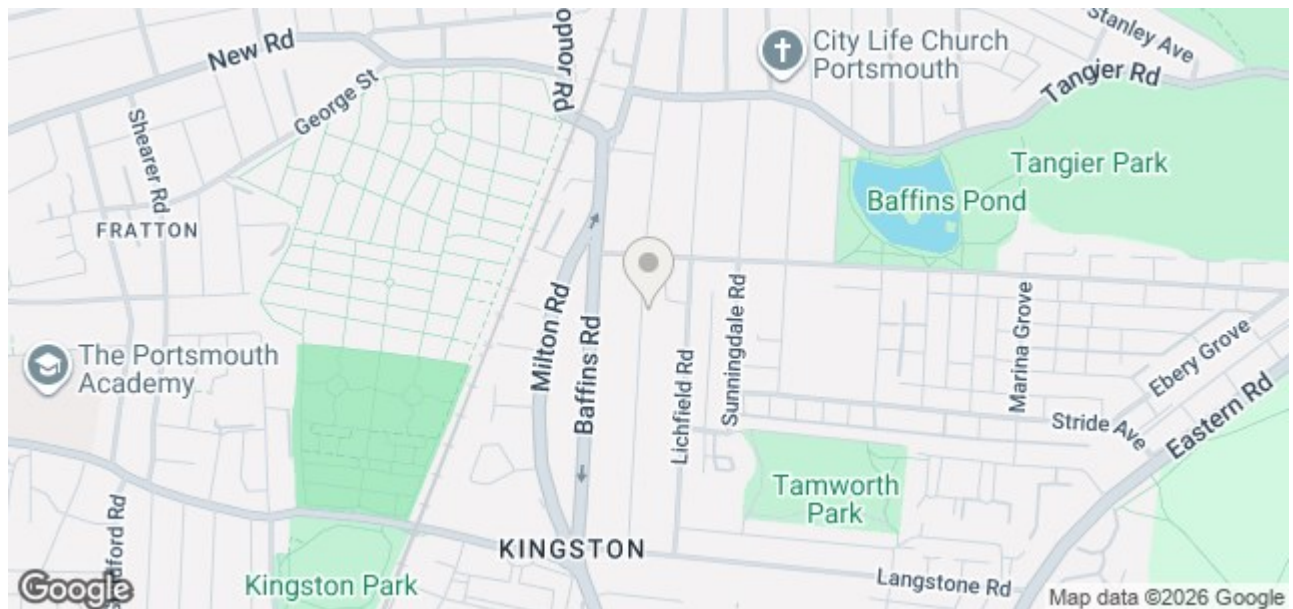 New Rd
opnor Rd
City Life Church
Portsmouth
Stanley Ave
Tangier Rd
George St
Shearer Rd
FRATTON
Tangier Park
Baffins Pond
The Portsmouth
Academy
Milton Rd
Baffins Rd
Lichfield Rd
Sunningdale Rd
Marina Grove
Ebery Grove
Stride Ave
Eastern Rd
Tamworth
Park
KINGSTON
Langstone Rd
Kingston Park
Google
Map data ©2026 Google